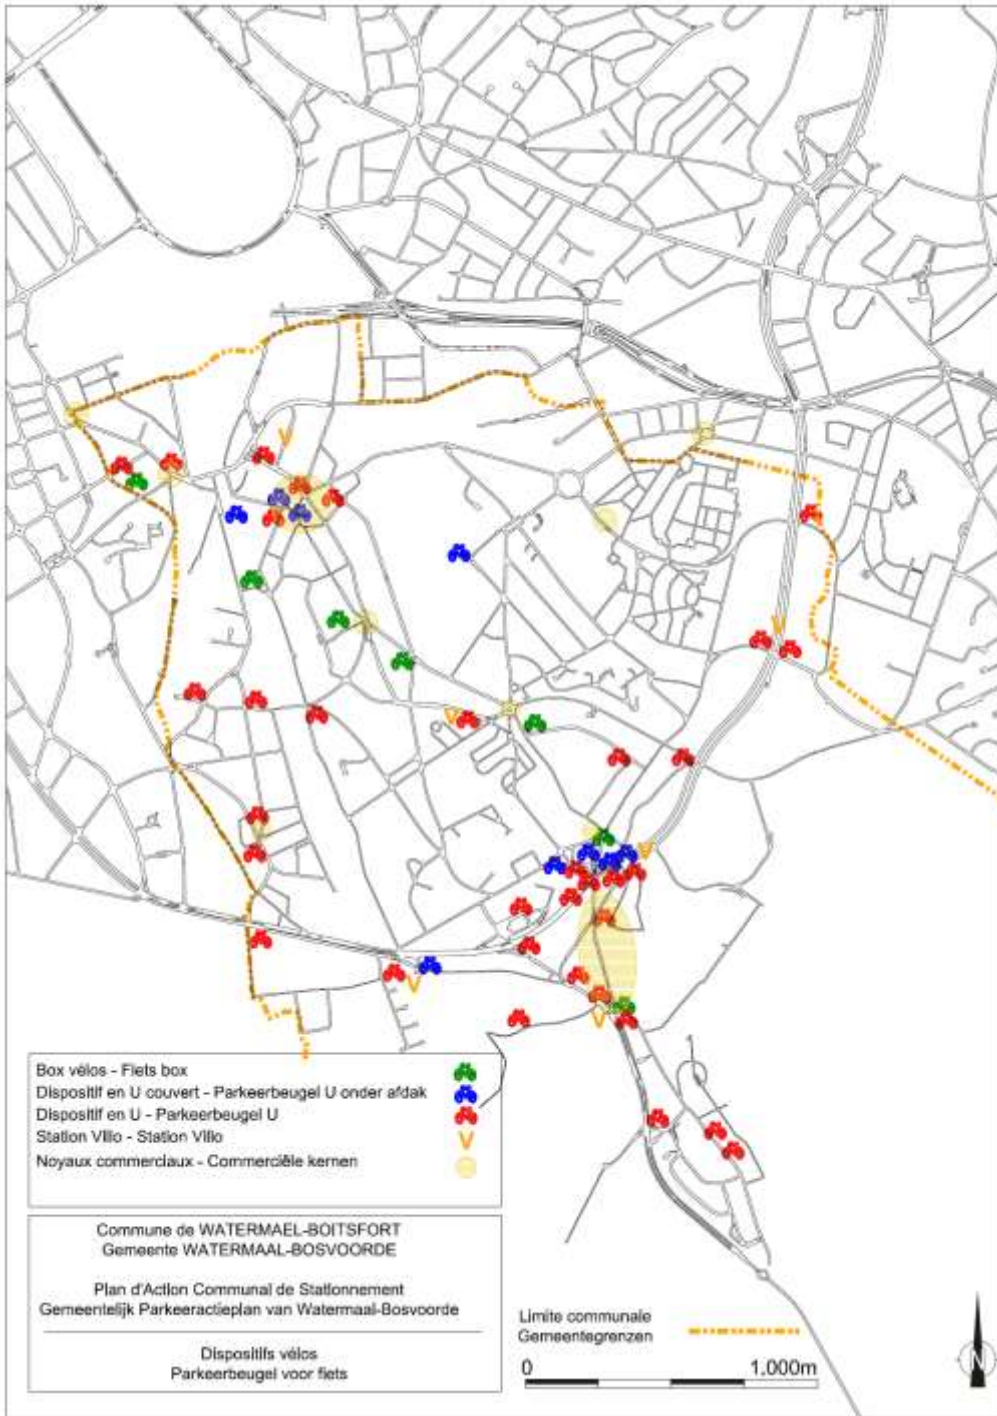 Box vélos - Fiets box
Dispositif en U couvert - Parkeerbeugel U onder afdak
Dispositif en U - Parkeerbeugel U
Station Villo - Station Villo
Noyaux commerciaux - Commerciële kernen
Commune de WATERMAEL-BOITSFORT
Gemeente WATERMAAL-BOSVOORDE
Plan d'Action Communal de Stationnement
Gemeentelijk Parkeeractieplan van Watermaal-Bosvoorde
Dispositifs vélos
Parkeerbeugel voor fiets
Limite communale
Gemeentegrenzen
0 1.000m
N